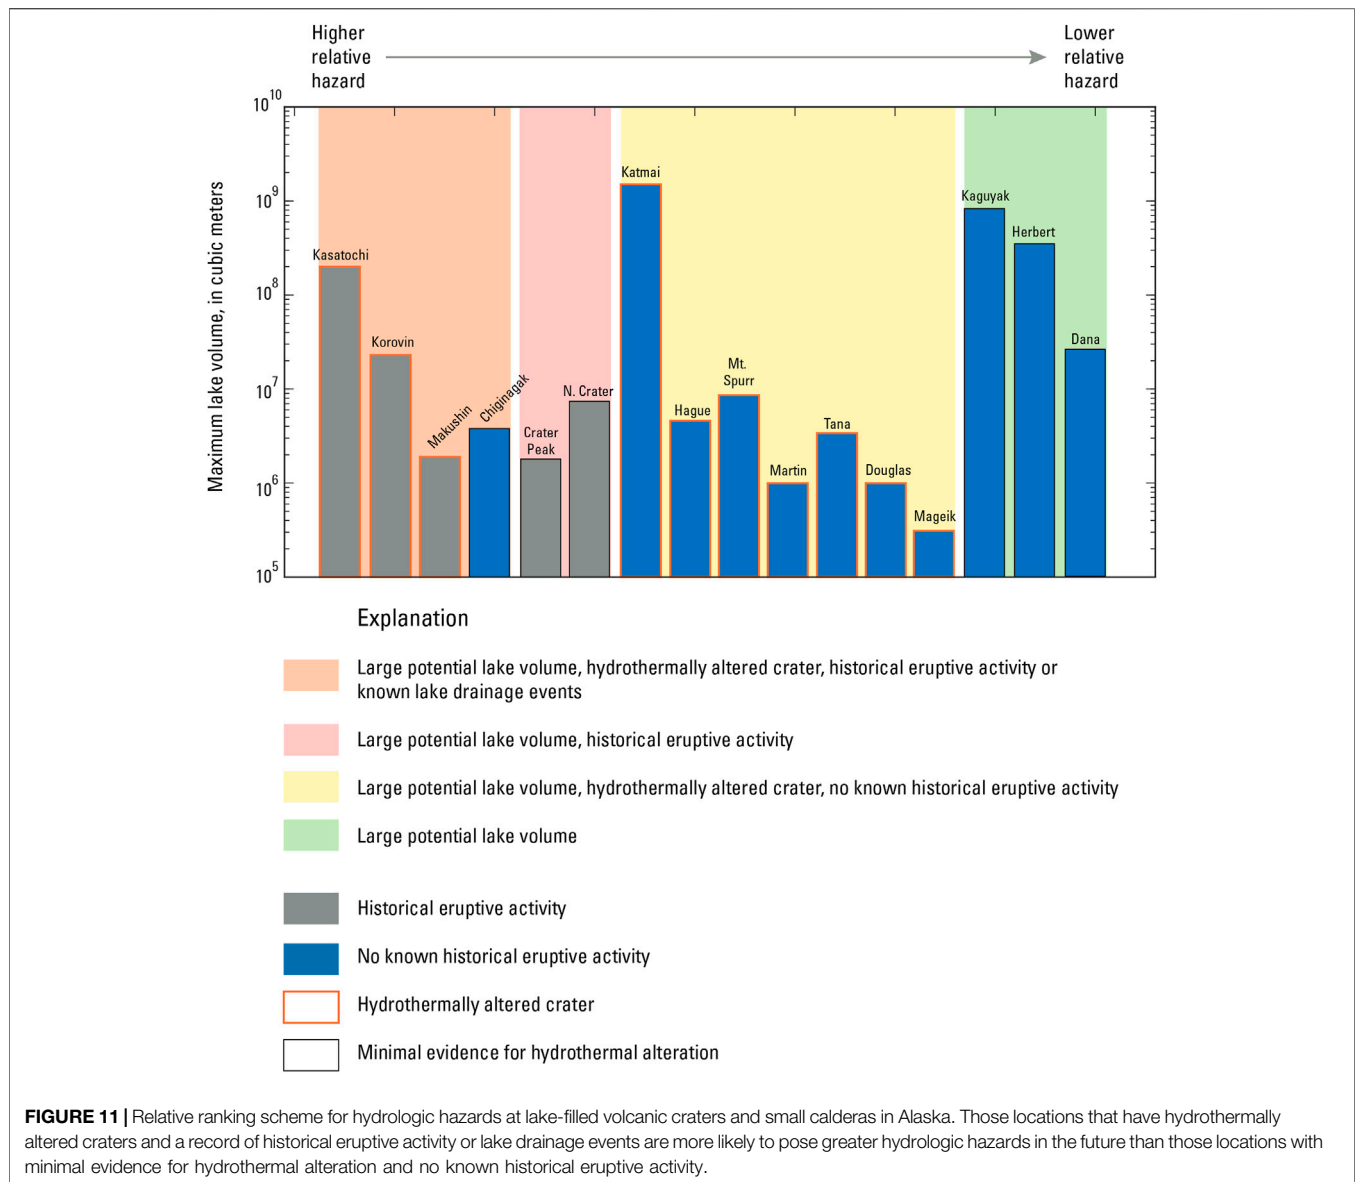 Higher
relative
hazard
Lower
relative
hazard
Maximum lake volume, in cubic meters
10^10
10^9
10^8
10^7
10^6
10^5
Kasatochi
Korovin
Makushin
Chiginagak
Crater
Peak
N. Crater
Katmai
Hague
Mt.
Spurr
Martin
Tana
Douglas
Mageik
Kaguyak
Herbert
Dana
Explanation
Large potential lake volume, hydrothermally altered crater, historical eruptive activity or
known lake drainage events
Large potential lake volume, historical eruptive activity
Large potential lake volume, hydrothermally altered crater, no known historical eruptive activity
Large potential lake volume
Historical eruptive activity
No known historical eruptive activity
Hydrothermally altered crater
Minimal evidence for hydrothermal alteration
FIGURE 11 | Relative ranking scheme for hydrologic hazards at lake-filled volcanic craters and small calderas in Alaska. Those locations that have hydrothermally
altered craters and a record of historical eruptive activity or lake drainage events are more likely to pose greater hydrologic hazards in the future than those locations with
minimal evidence for hydrothermal alteration and no known historical eruptive activity.